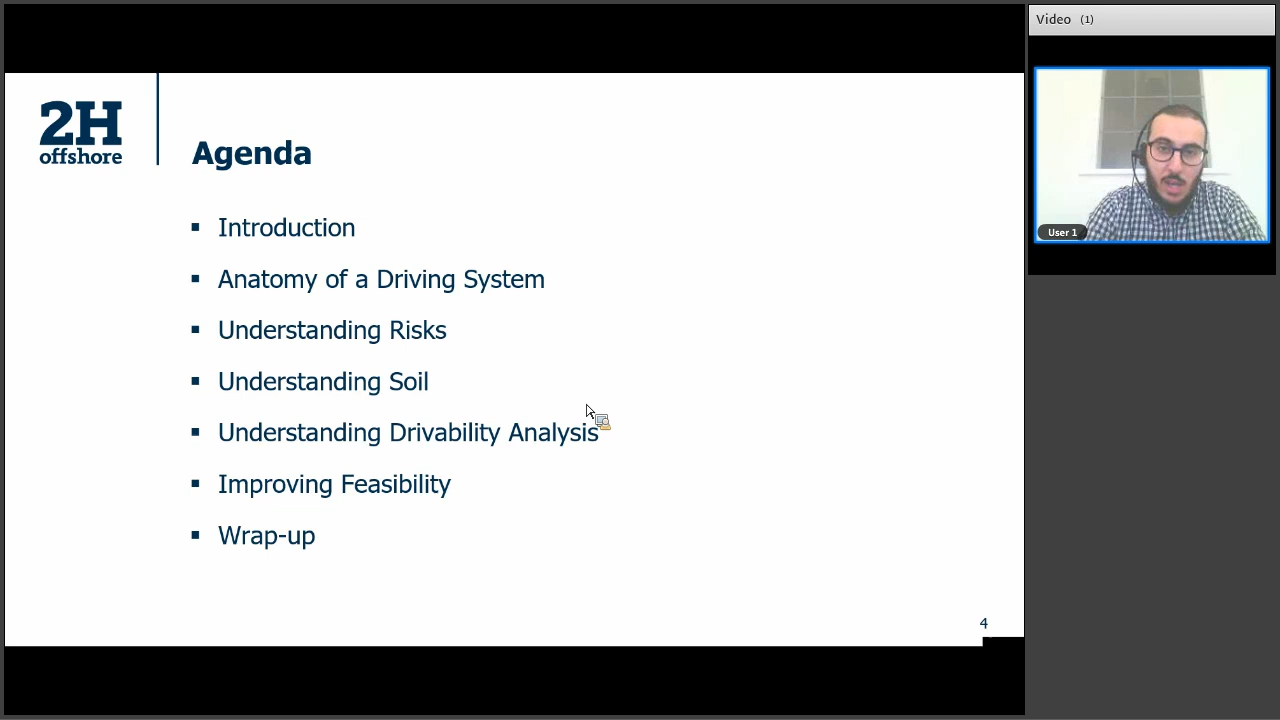 Video (1)
2H
offshore
Agenda
▪ Introduction
▪ Anatomy of a Driving System
▪ Understanding Risks
▪ Understanding Soil
▪ Understanding Drivability Analysis
▪ Improving Feasibility
▪ Wrap-up
4
User 1